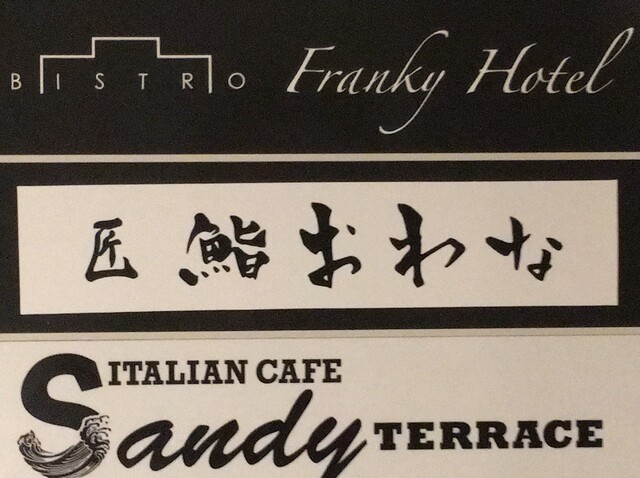 BISTRO Franky Hotel
匠 鮨 おわな
ITALIAN CAFE
Sandy TERRACE